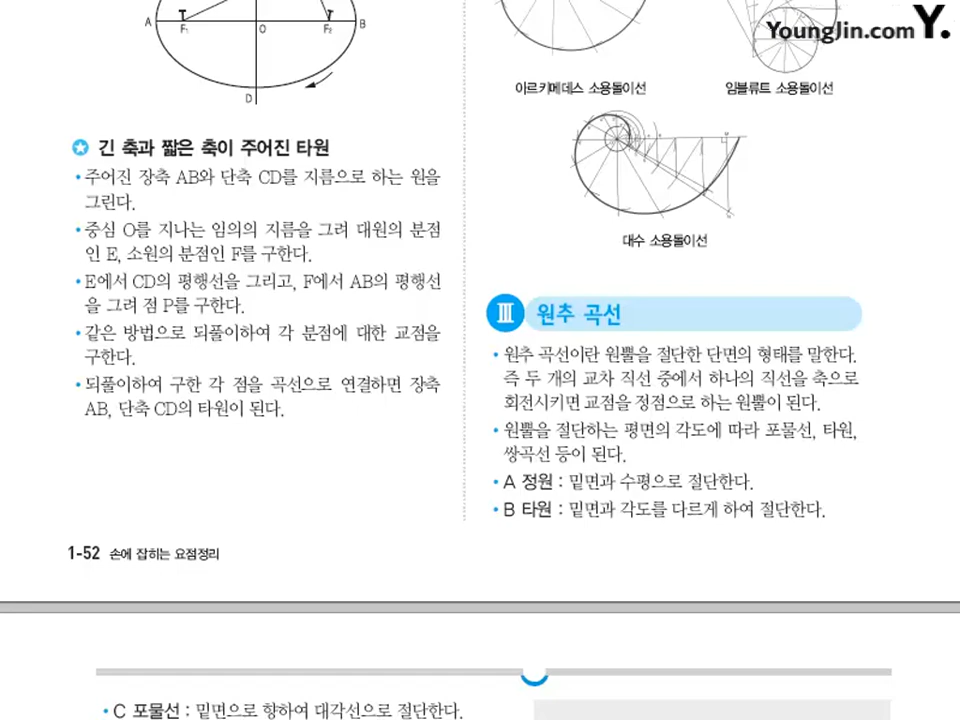 YoungJin.com Y.
A
F₁
O
F₂
B
D
긴 축과 짧은 축이 주어진 타원
•주어진 장축 AB와 단축 CD를 지름으로 하는 원을
그린다.
•중심 O를 지나는 임의의 지름을 그려 대원의 분점
인 E, 소원의 분점인 F를 구한다.
•E에서 CD의 평행선을 그리고, F에서 AB의 평행선
을 그려 점 P를 구한다.
•같은 방법으로 되풀이하여 각 분점에 대한 교점을
구한다.
•되풀이하여 구한 각 점을 곡선으로 연결하면 장축
AB, 단축 CD의 타원이 된다.
1-52 손에 잡히는 요점정리
아르키메데스 소용돌이선
임블류트 소용돌이선
대수 소용돌이선
Ⅲ 원추 곡선
• 원추 곡선이란 원뿔을 절단한 단면의 형태를 말한다.
즉 두 개의 교차 직선 중에서 하나의 직선을 축으로
회전시키면 교점을 정점으로 하는 원뿔이 된다.
• 원뿔을 절단하는 평면의 각도에 따라 포물선, 타원,
쌍곡선 등이 된다.
• A 정원 : 밑면과 수평으로 절단한다.
• B 타원 : 밑면과 각도를 다르게 하여 절단한다.
• C 포물선 : 밑면으로 향하여 대각선으로 절단한다.